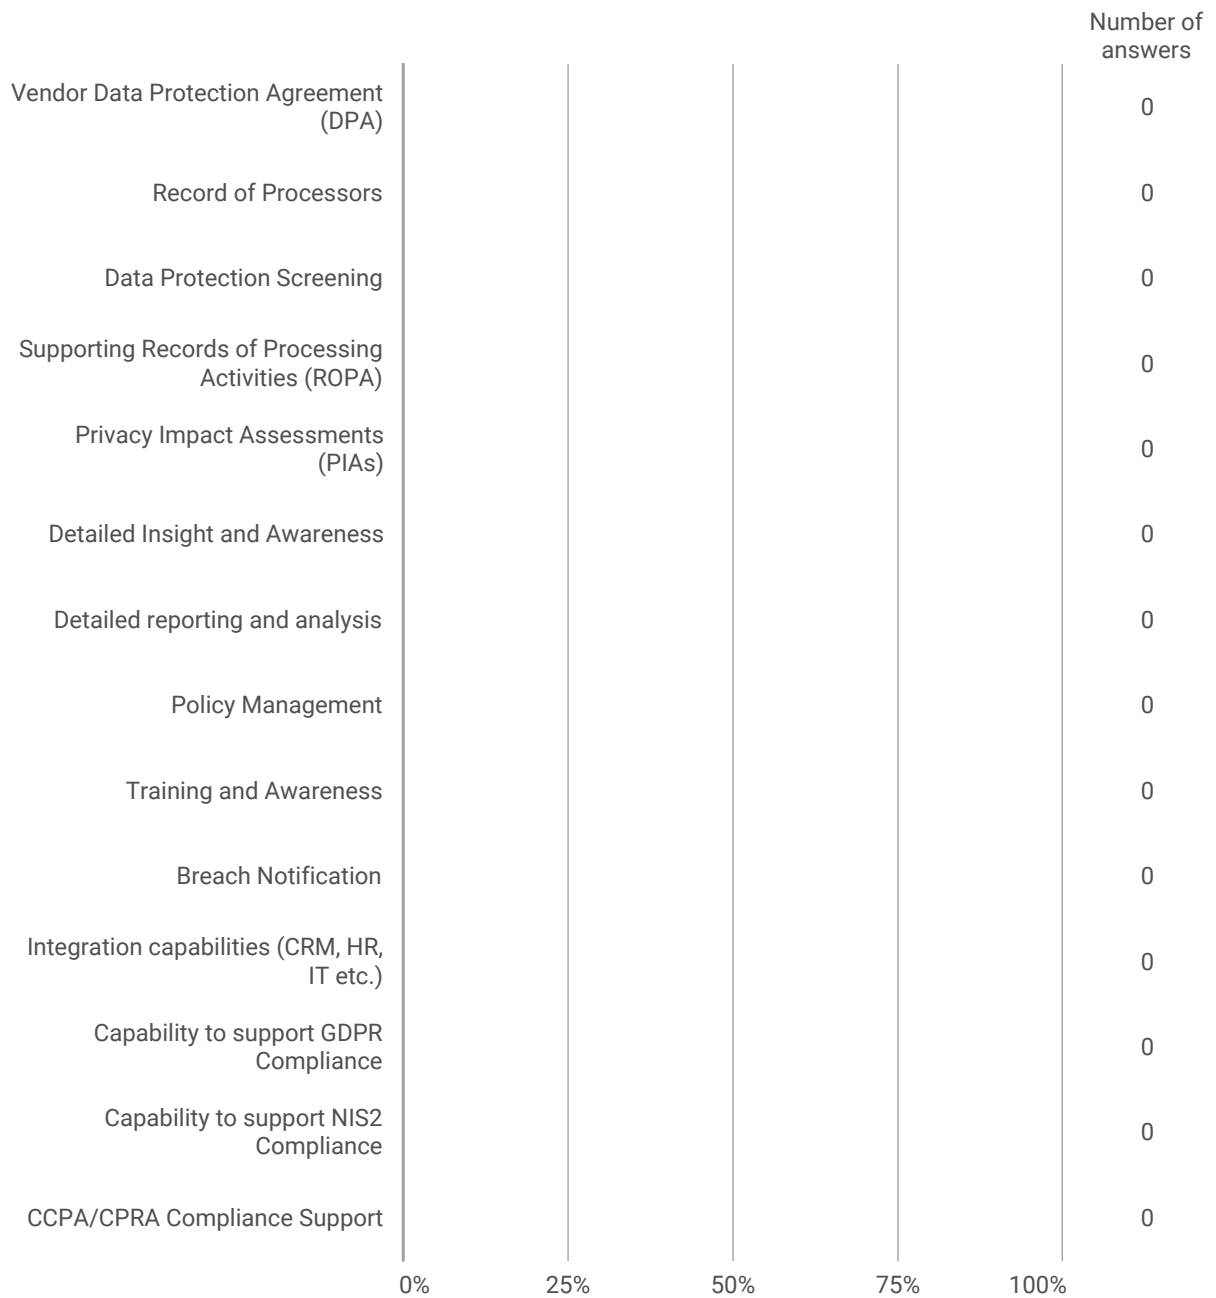 Number of
answers
Vendor Data Protection Agreement
(DPA)
0
Record of Processors
0
Data Protection Screening
0
Supporting Records of Processing
Activities (ROPA)
0
Privacy Impact Assessments
(PIAs)
0
Detailed Insight and Awareness
0
Detailed reporting and analysis
0
Policy Management
0
Training and Awareness
0
Breach Notification
0
Integration capabilities (CRM, HR,
IT etc.)
0
Capability to support GDPR
Compliance
0
Capability to support NIS2
Compliance
0
CCPA/CPRA Compliance Support
0
0% 25% 50% 75% 100%